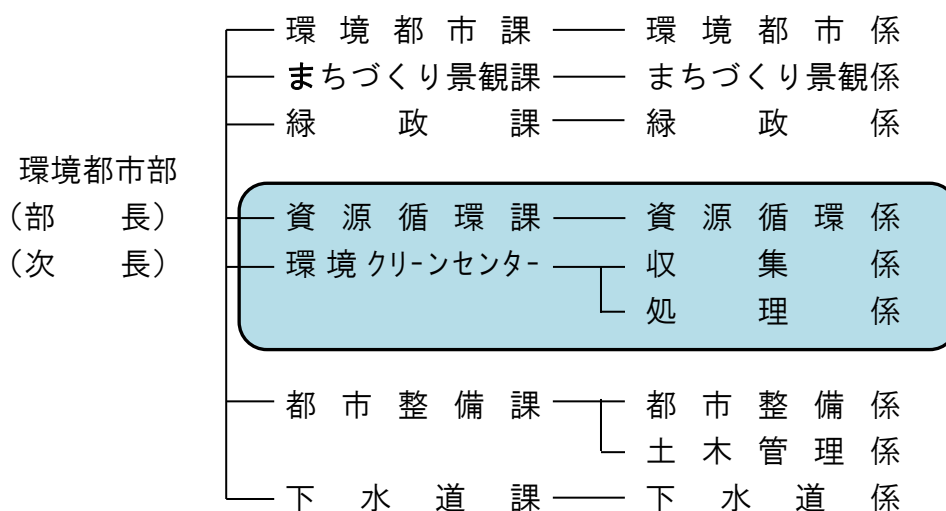 環境都市課 環境都市係
まちづくり景観課 まちづくり景観係
緑政課 緑政係
環境都市部
（部長） 資源循環課 資源循環係
（次長） 環境クリーンセンター 収集係
処理係
都市整備課 都市整備係
土木管理係
下水道課 下水道係